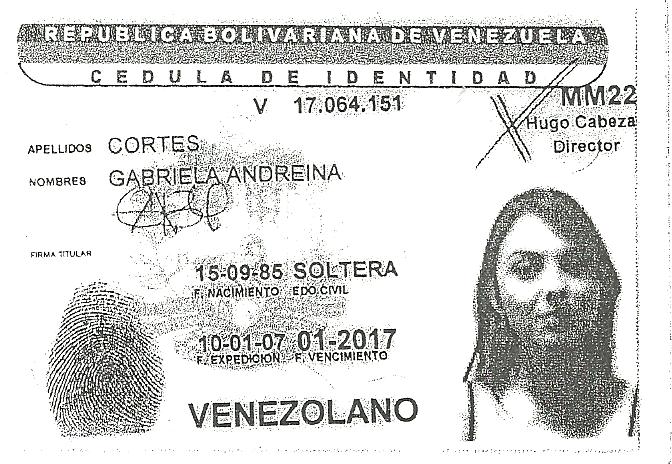 REPUBLICA BOLIVARIANA DE VENEZUELA
CEDULA DE IDENTIDAD
V 17.064.151
MM22
Hugo Cabeza
Director
APELLIDOS CORTES
NOMBRES GABRIELA ANDREINA
FIRMA TITULAR
15-09-85 SOLTERA
F. NACIMIENTO EDO.CIVIL
10-01-07 01-2017
F. EXPEDICION F. VENCIMIENTO
VENEZOLANO